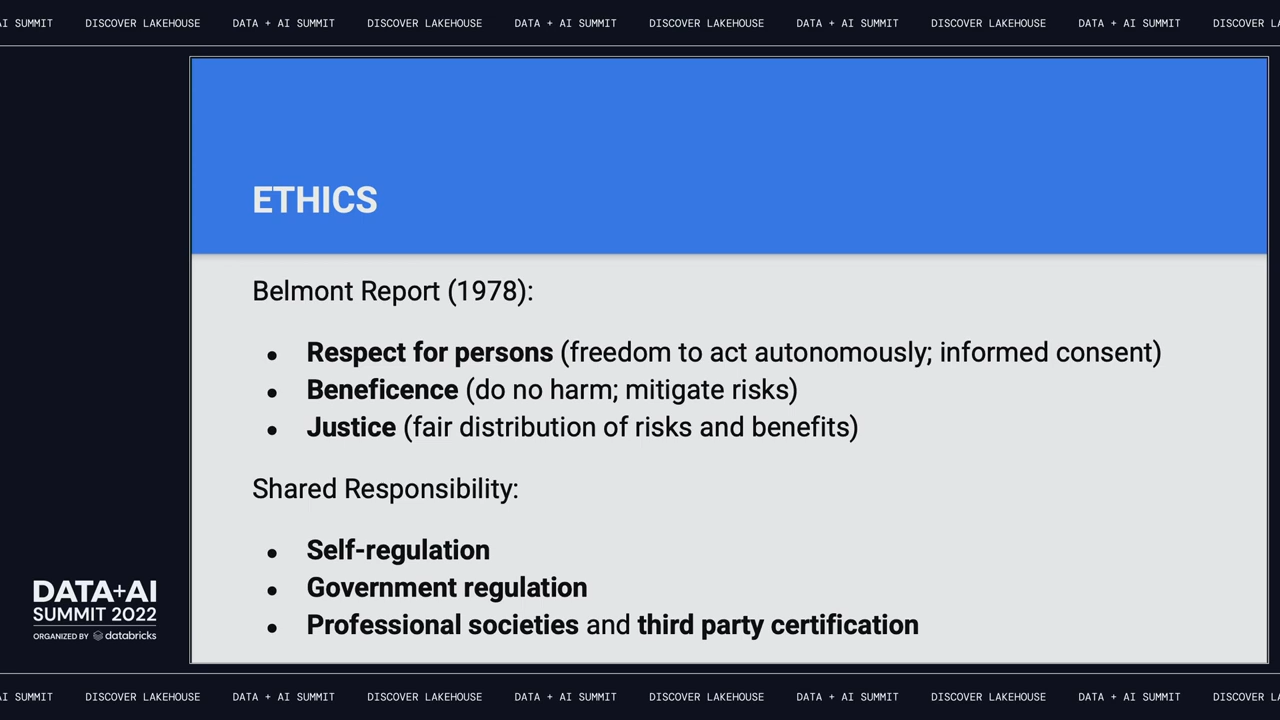 AI SUMMIT DISCOVER LAKEHOUSE DATA + AI SUMMIT DISCOVER LAKEHOUSE DATA + AI SUMMIT DISCOVER LAKEHOUSE DATA + AI SUMMIT DISCOVER LAKEHOUSE DATA + AI SUMMIT DISCOVER LA
ETHICS
Belmont Report (1978):
• Respect for persons (freedom to act autonomously; informed consent)
• Beneficence (do no harm; mitigate risks)
• Justice (fair distribution of risks and benefits)
Shared Responsibility:
• Self-regulation
• Government regulation
• Professional societies and third party certification
DATA+AI
SUMMIT 2022
ORGANIZED BY databricks
AI SUMMIT DISCOVER LAKEHOUSE DATA + AI SUMMIT DISCOVER LAKEHOUSE DATA + AI SUMMIT DISCOVER LAKEHOUSE DATA + AI SUMMIT DISCOVER LAKEHOUSE DATA + AI SUMMIT DISCOVER LA